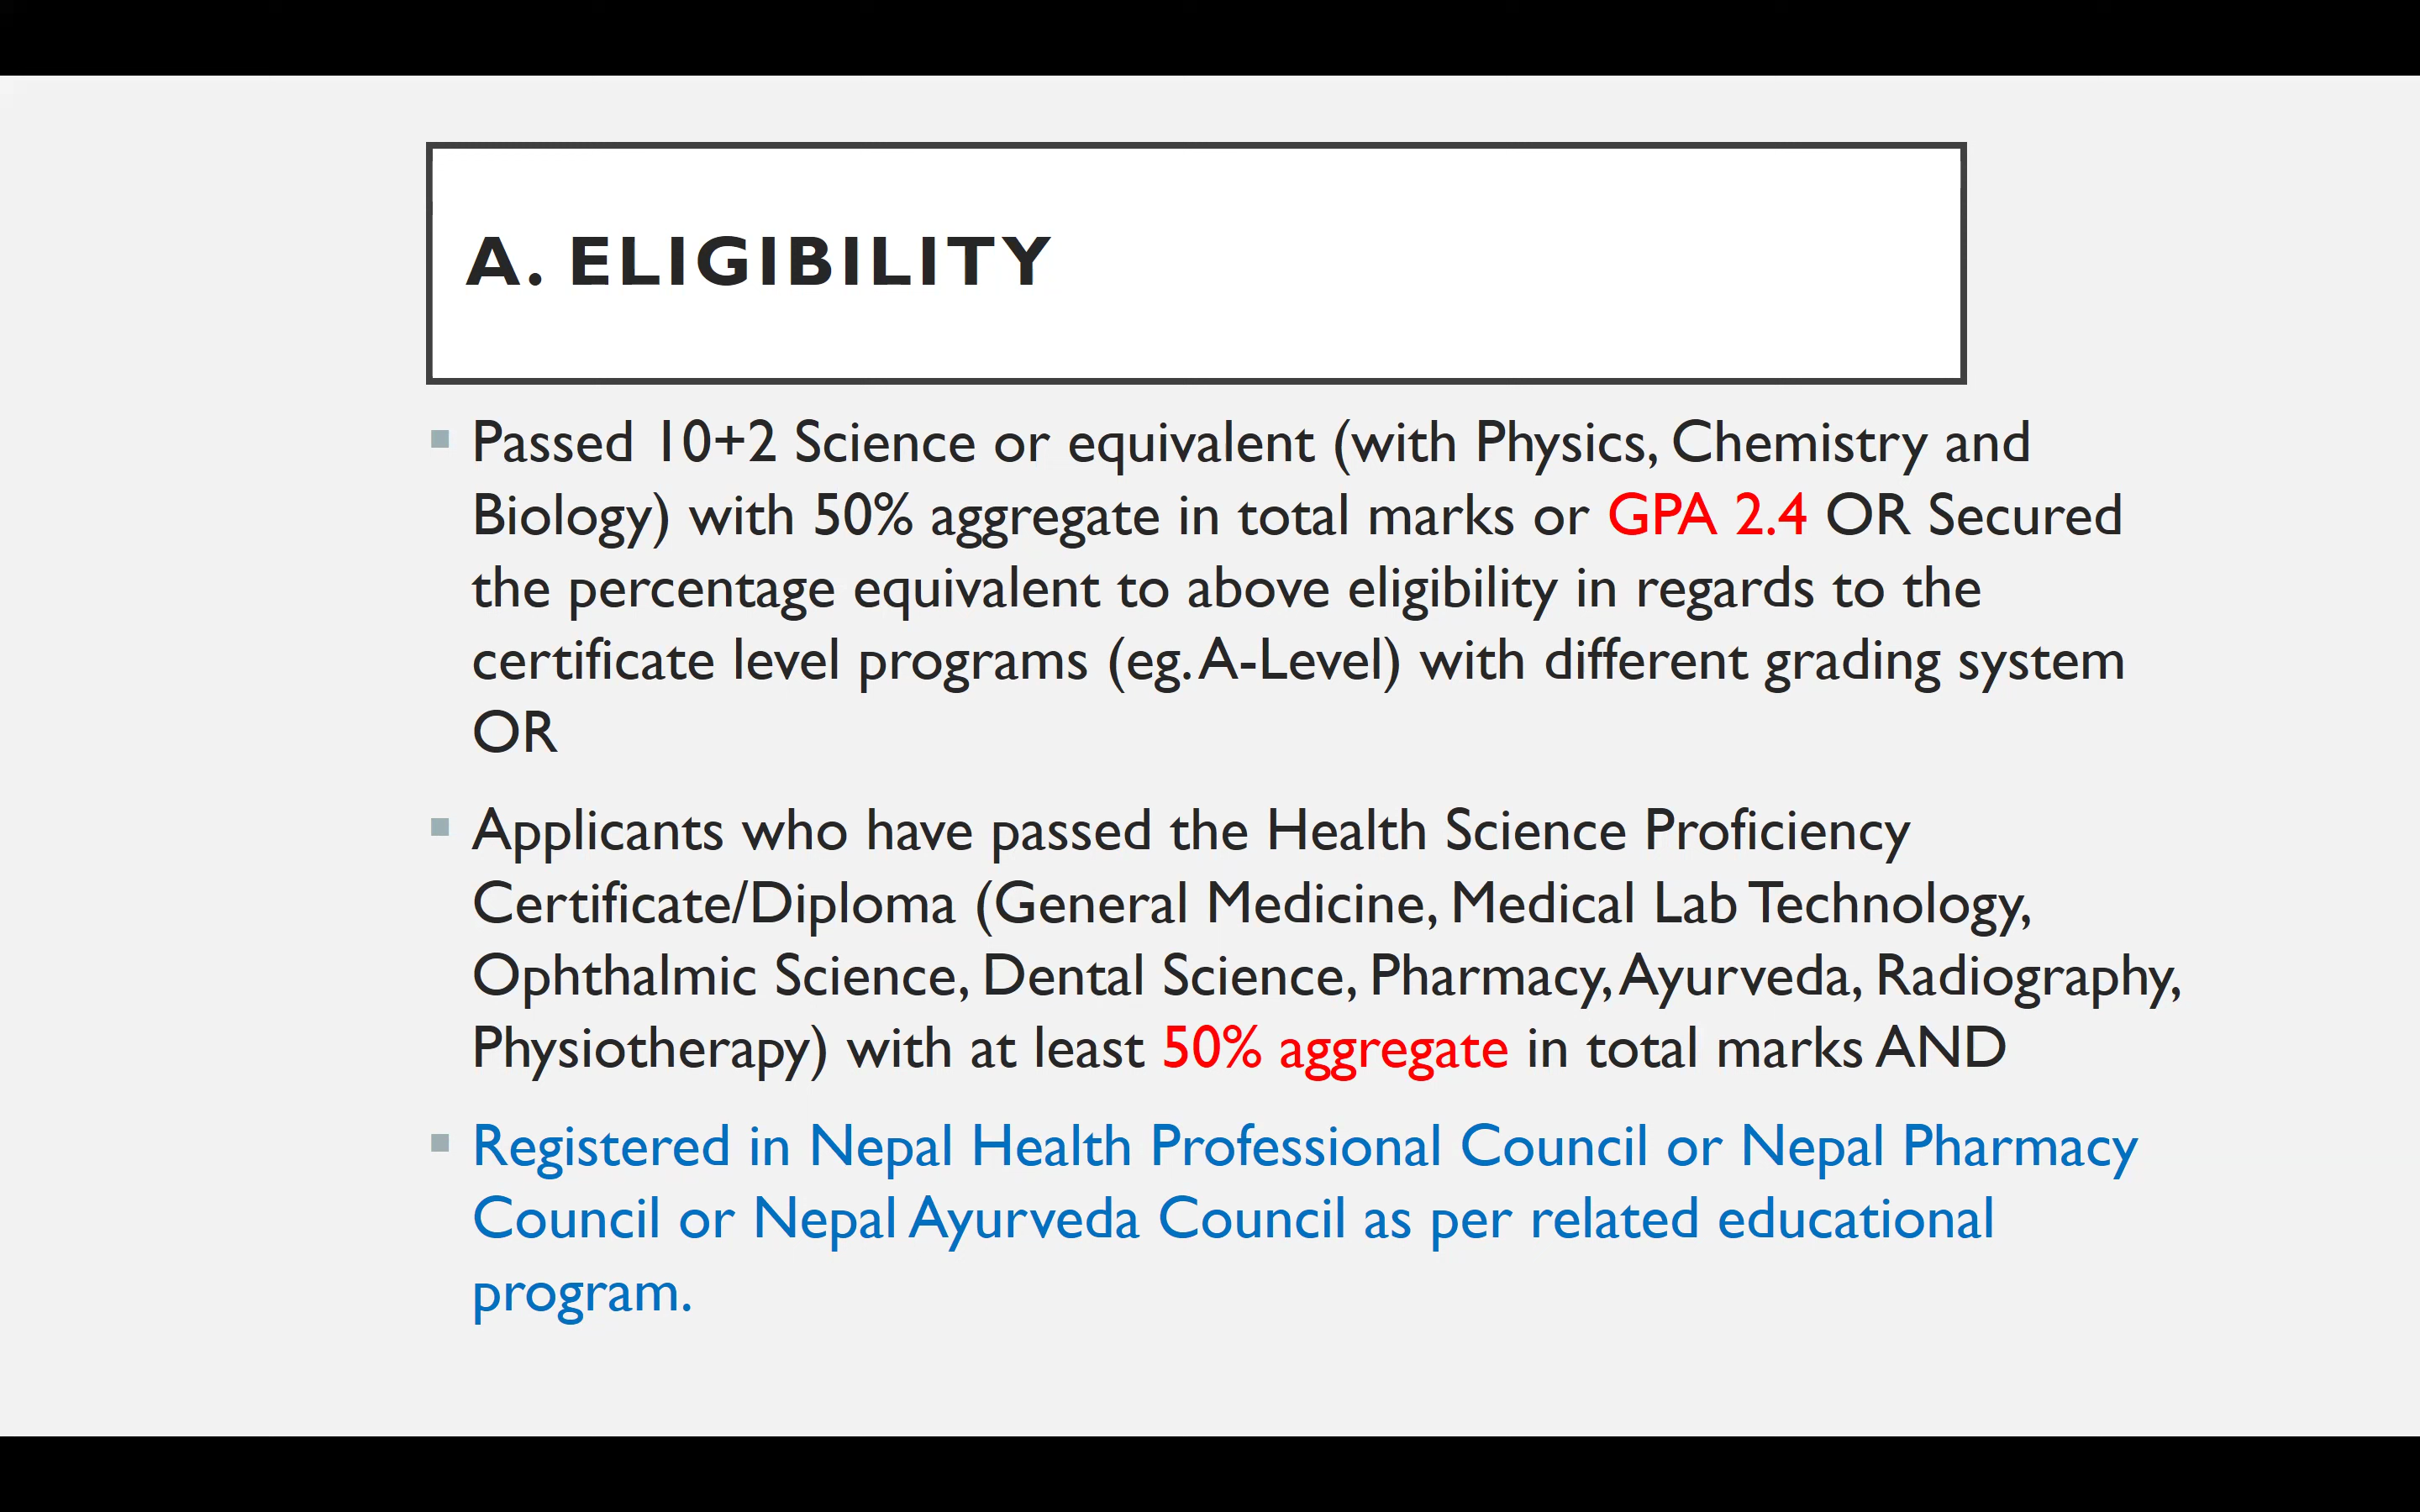 A. ELIGIBILITY
Passed 10+2 Science or equivalent (with Physics, Chemistry and
Biology) with 50% aggregate in total marks or GPA 2.4 OR Secured
the percentage equivalent to above eligibility in regards to the
certificate level programs (eg. A-Level) with different grading system
OR
Applicants who have passed the Health Science Proficiency
Certificate/Diploma (General Medicine, Medical Lab Technology,
Ophthalmic Science, Dental Science, Pharmacy, Ayurveda, Radiography,
Physiotherapy) with at least 50% aggregate in total marks AND
Registered in Nepal Health Professional Council or Nepal Pharmacy
Council or Nepal Ayurveda Council as per related educational
program.